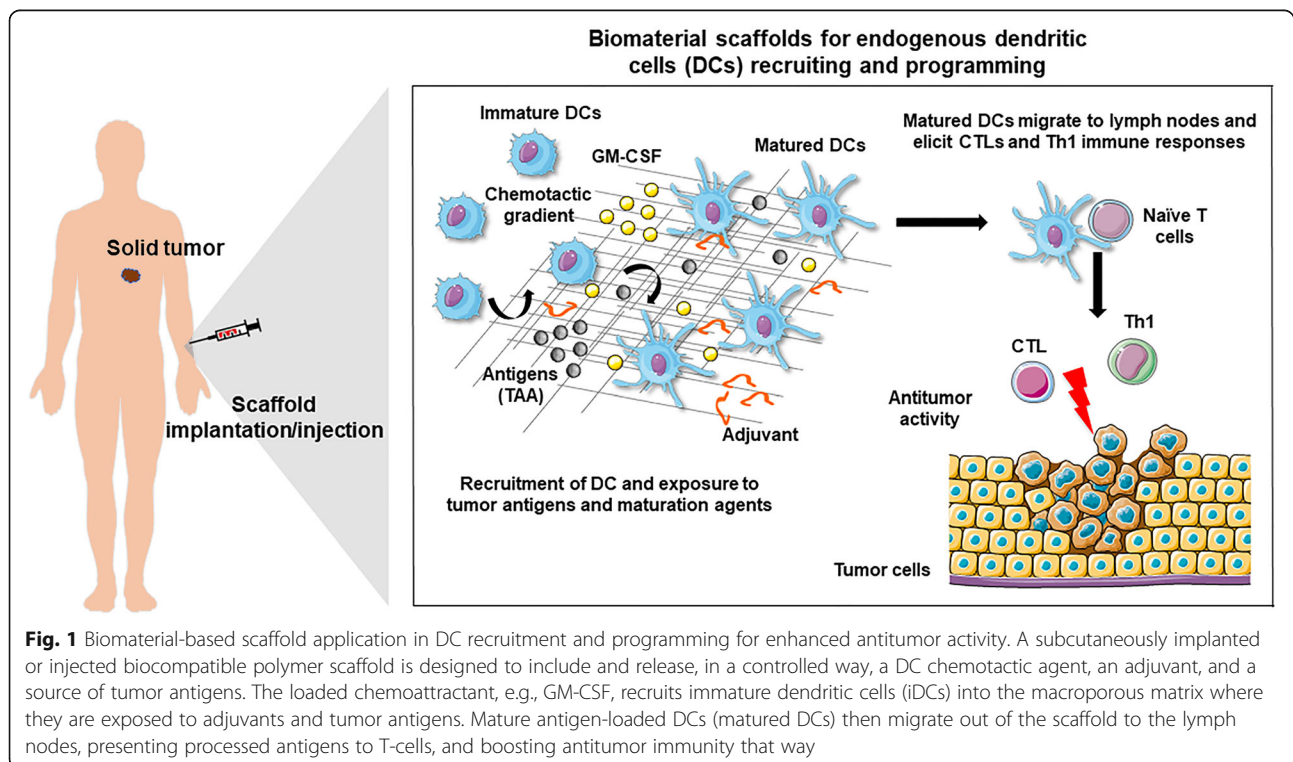 Biomaterial scaffolds for endogenous dendritic
cells (DCs) recruiting and programming
Solid tumor
Scaffold
implantation/injection
Immature DCs
GM-CSF
Chemotactic
gradient
Matured DCs
Antigens
(TAA)
Adjuvant
Recruitment of DC and exposure to
tumor antigens and maturation agents
Matured DCs migrate to lymph nodes and
elicit CTLs and Th1 immune responses
Naïve T
cells
Th1
CTL
Antitumor
activity
Tumor cells
Fig. 1 Biomaterial-based scaffold application in DC recruitment and programming for enhanced antitumor activity. A subcutaneously implanted
or injected biocompatible polymer scaffold is designed to include and release, in a controlled way, a DC chemotactic agent, an adjuvant, and a
source of tumor antigens. The loaded chemoattractant, e.g., GM-CSF, recruits immature dendritic cells (iDCs) into the macroporous matrix where
they are exposed to adjuvants and tumor antigens. Mature antigen-loaded DCs (matured DCs) then migrate out of the scaffold to the lymph
nodes, presenting processed antigens to T-cells, and boosting antitumor immunity that way